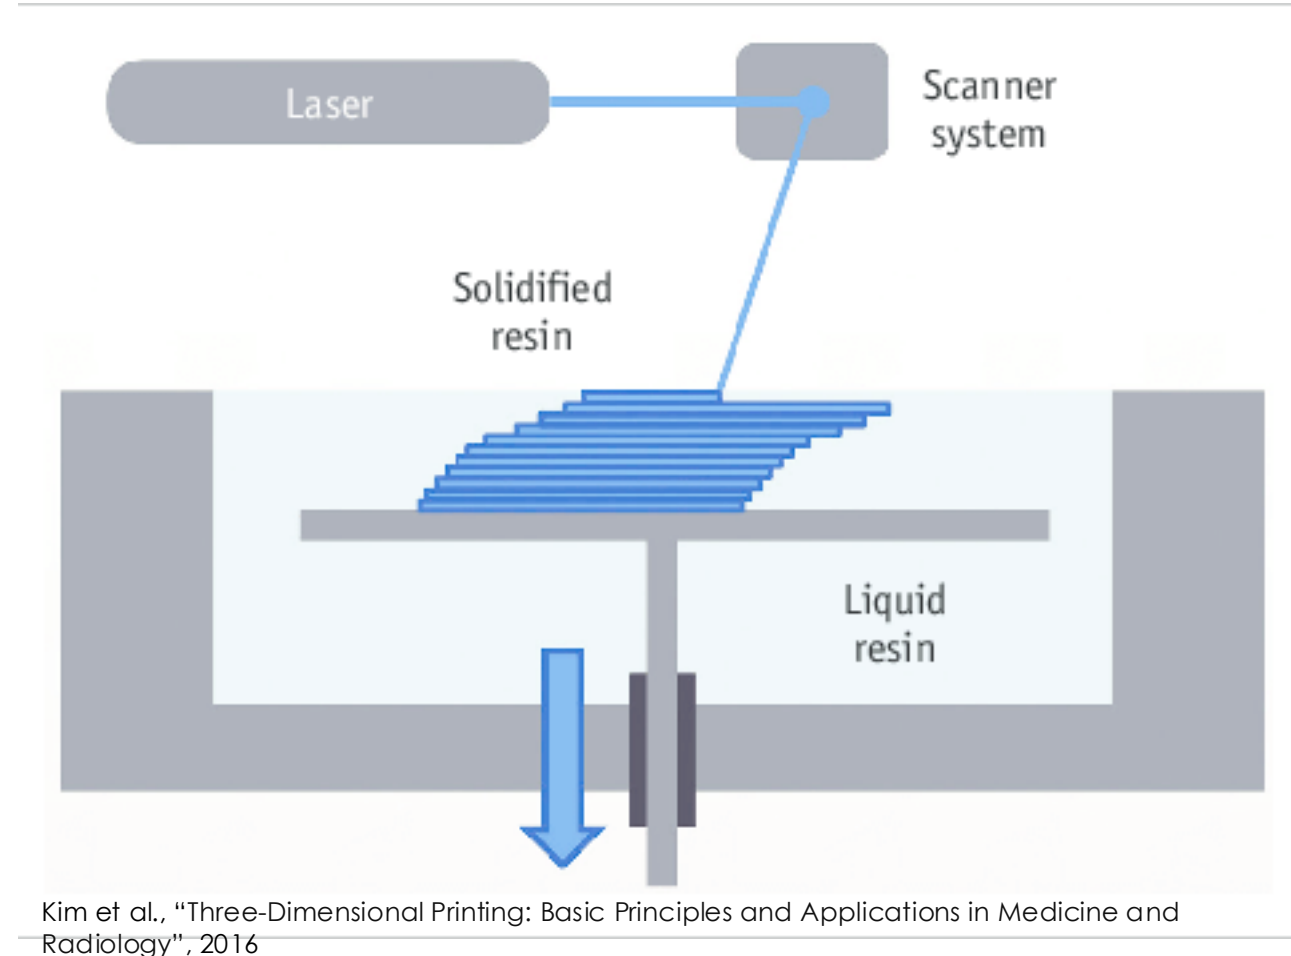 Laser
Scanner
system
Solidified
resin
Liquid
resin
Kim et al., “Three-Dimensional Printing: Basic Principles and Applications in Medicine and
Radiology”, 2016